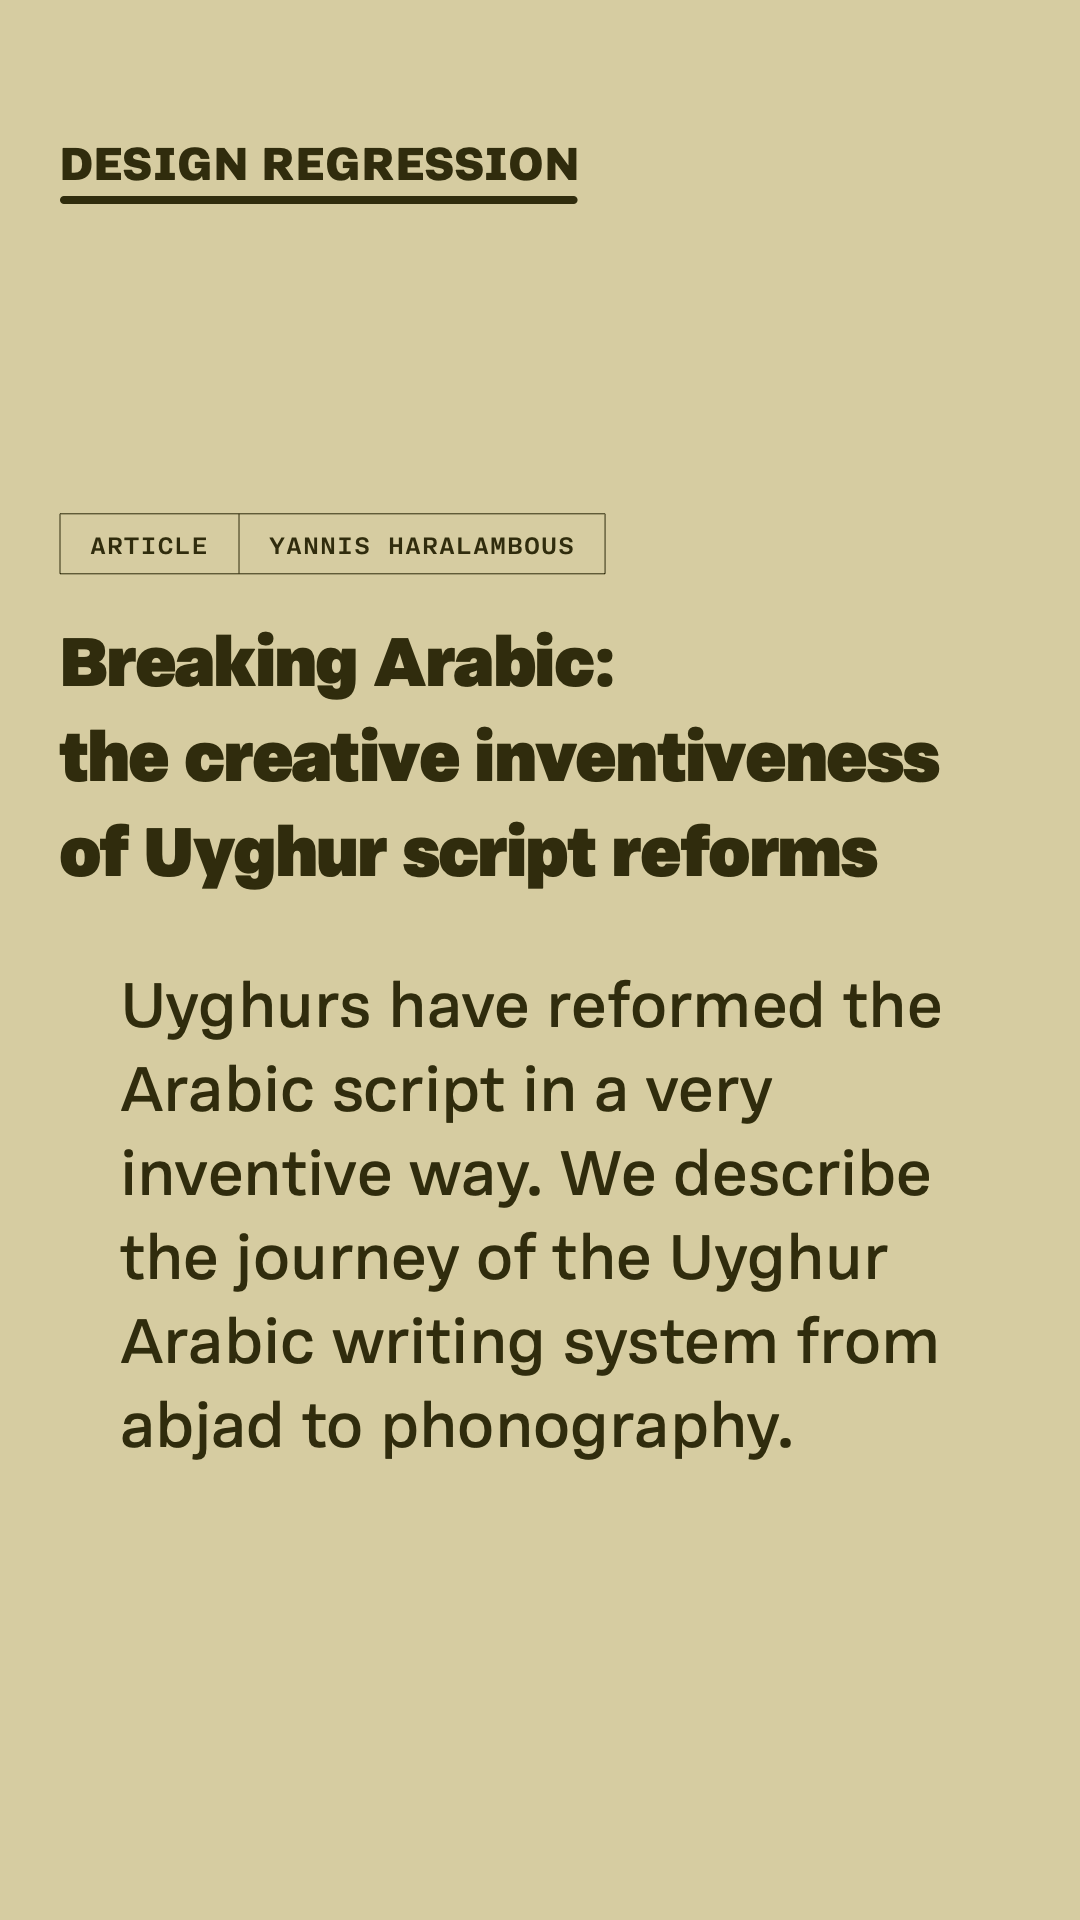 DESIGN REGRESSION
ARTICLE
YANNIS HARALAMBOUS
Breaking Arabic:
the creative inventiveness
of Uyghur script reforms
Uyghurs have reformed the
Arabic script in a very
inventive way. We describe
the journey of the Uyghur
Arabic writing system from
abjad to phonography.